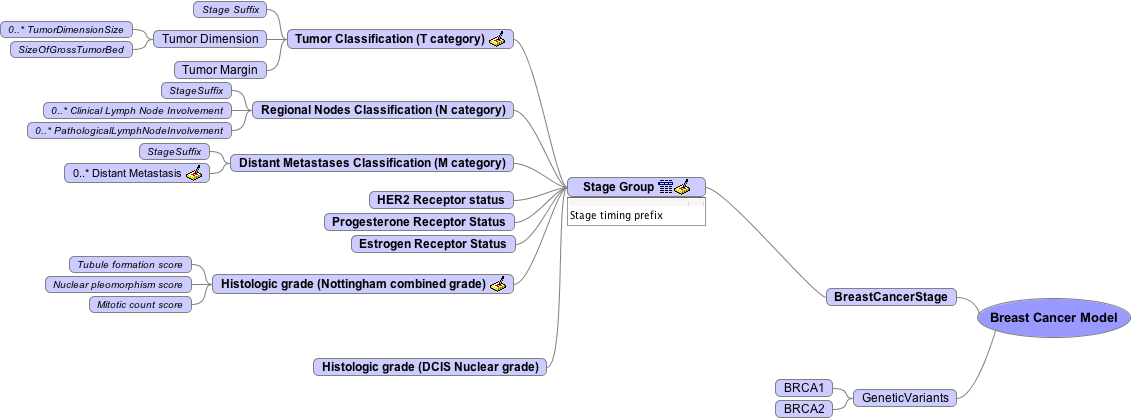 Stage Suffix
0..* TumorDimensionSize
SizeOfGrossTumorBed
Tumor Dimension
Tumor Margin
Tumor Classification (T category)
StageSuffix
0..* Clinical Lymph Node Involvement
0..* PathologicalLymphNodeInvolvement
Regional Nodes Classification (N category)
StageSuffix
0..* Distant Metastasis
Distant Metastases Classification (M category)
HER2 Receptor status
Progesterone Receptor Status
Estrogen Receptor Status
Tubule formation score
Nuclear pleomorphism score
Mitotic count score
Histologic grade (Nottingham combined grade)
Histologic grade (DCIS Nuclear grade)
Stage Group
Stage timing prefix
BreastCancerStage
Breast Cancer Model
BRCA1
BRCA2
GeneticVariants